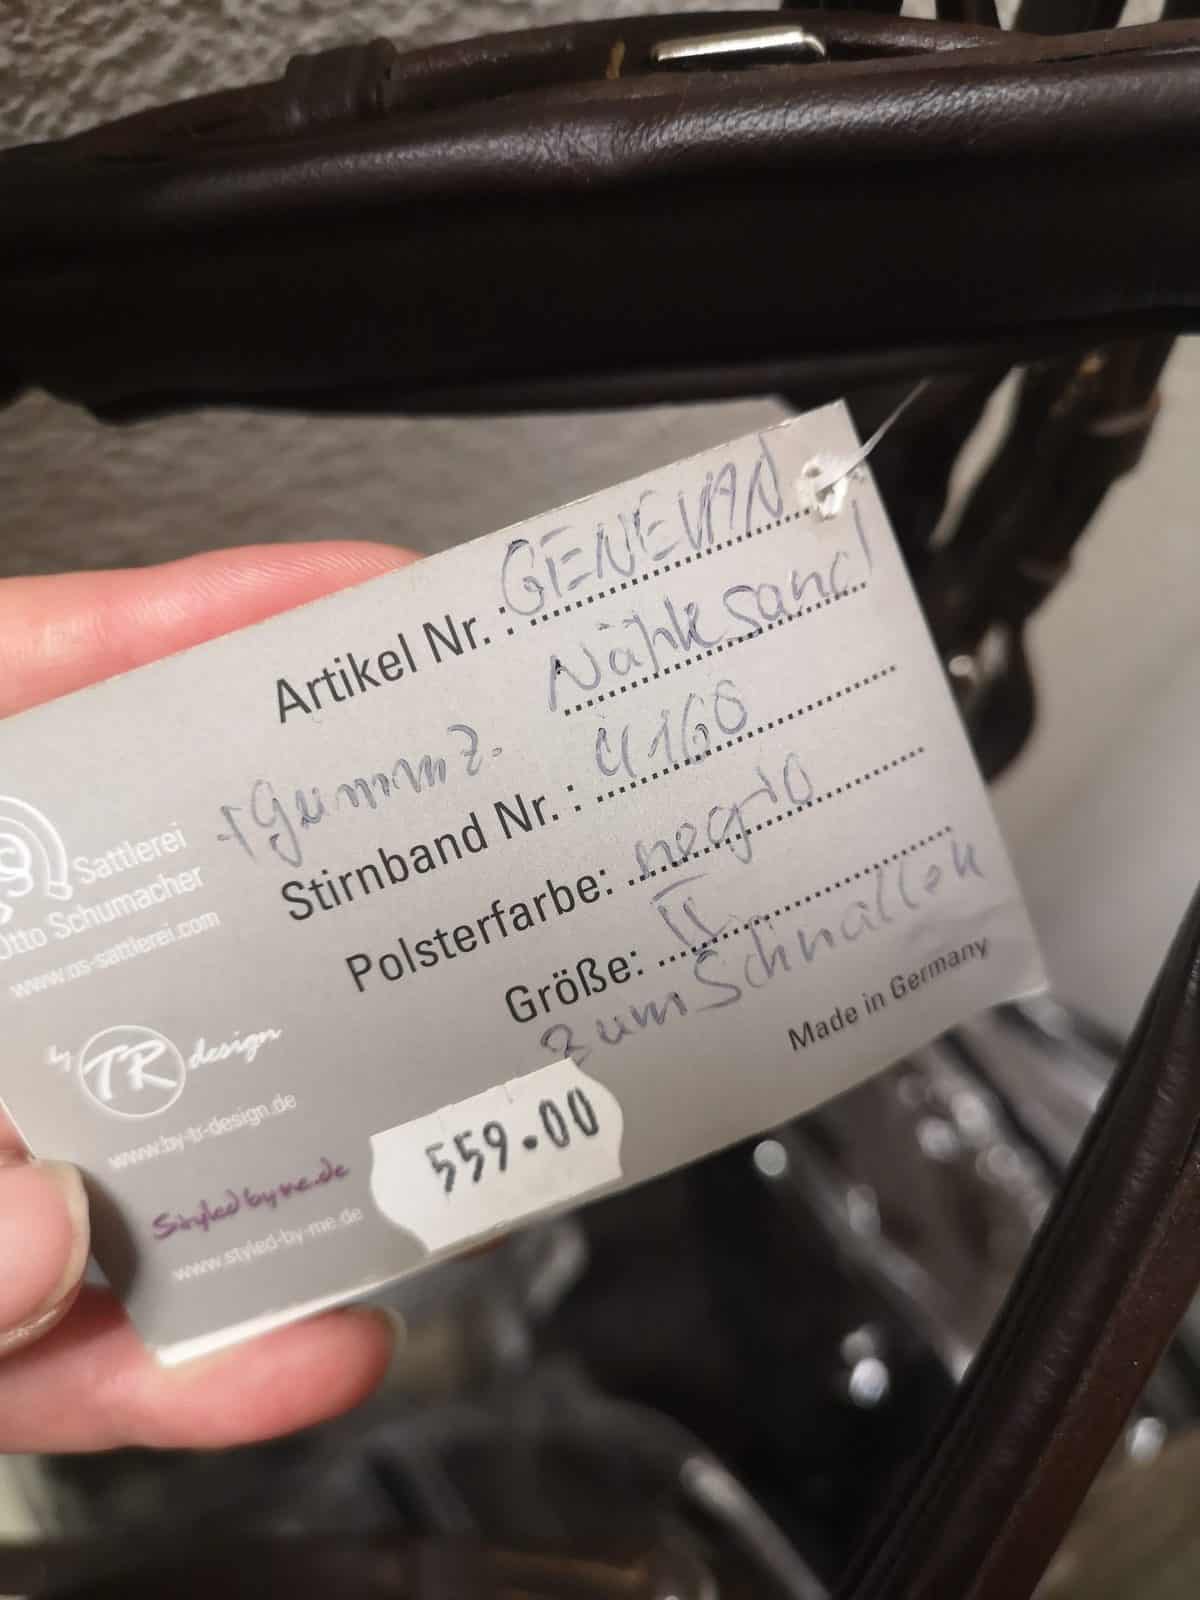 Artikel Nr. : GENEVAN
Nähksand
+ Gummiz.
Stirnband Nr. : 4160
Polsterfarbe: negro
Größe: II
zum Schnallen
Made in Germany
Sattlerei
Otto Schumacher
www.os-sattlerei.com
by TR design
www.by-tr-design.de
Styled by me.de
www.styled-by-me.de
559.00